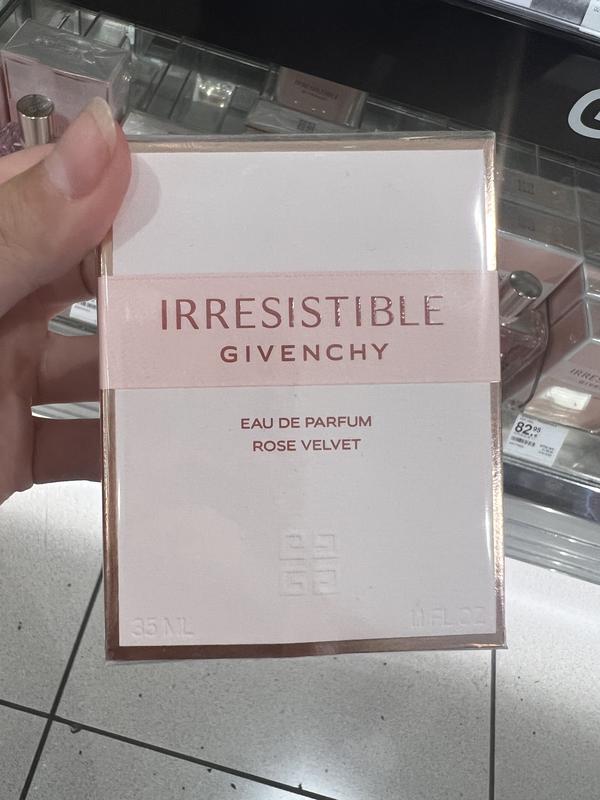 IRRESISTIBLE
GIVENCHY
EAU DE PARFUM
ROSE VELVET
35 ML
1.1 FL.OZ
82.95